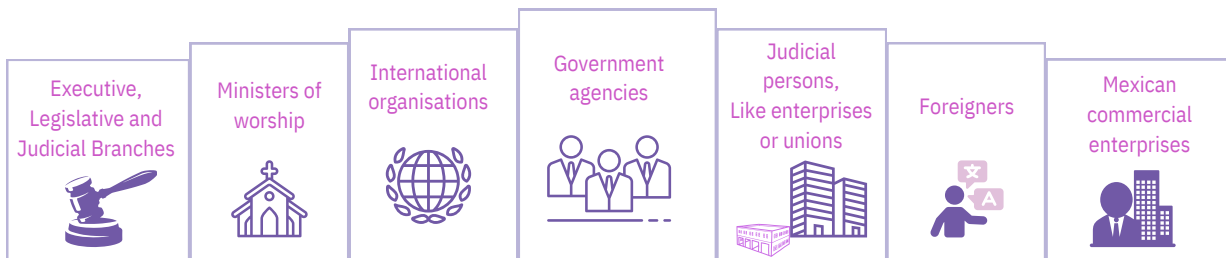 Executive,
Legislative and
Judicial Branches
Ministers of
worship
International
organisations
Government
agencies
Judicial
persons,
Like enterprises
or unions
Foreigners
文
A
Mexican
commercial
enterprises